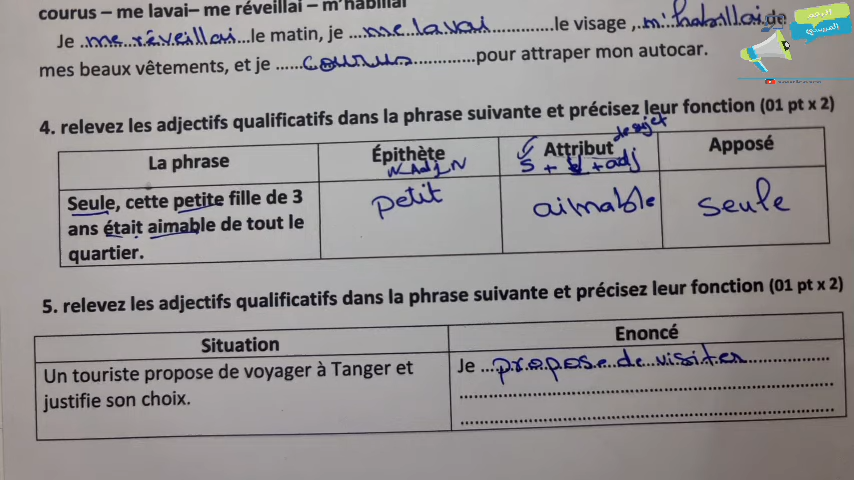 courus – me lavai– me réveillai – m'habillai
Je ..me réveillai...le matin, je ...me lavai.............le visage ,.m'habillai.de
mes beaux vêtements, et je ......courus..............pour attraper mon autocar.
4. relevez les adjectifs qualificatifs dans la phrase suivante et précisez leur fonction (01 pt x 2)
La phrase
Épithète
N Adj N
Attribut de sujet
S + V + adj
Apposé
Seule, cette petite fille de 3
ans était aimable de tout le
quartier.
petit
aimable
seule
5. relevez les adjectifs qualificatifs dans la phrase suivante et précisez leur fonction (01 pt x 2)
Situation
Enoncé
Un touriste propose de voyager à Tanger et
justifie son choix.
Je ...propose de visiter..............